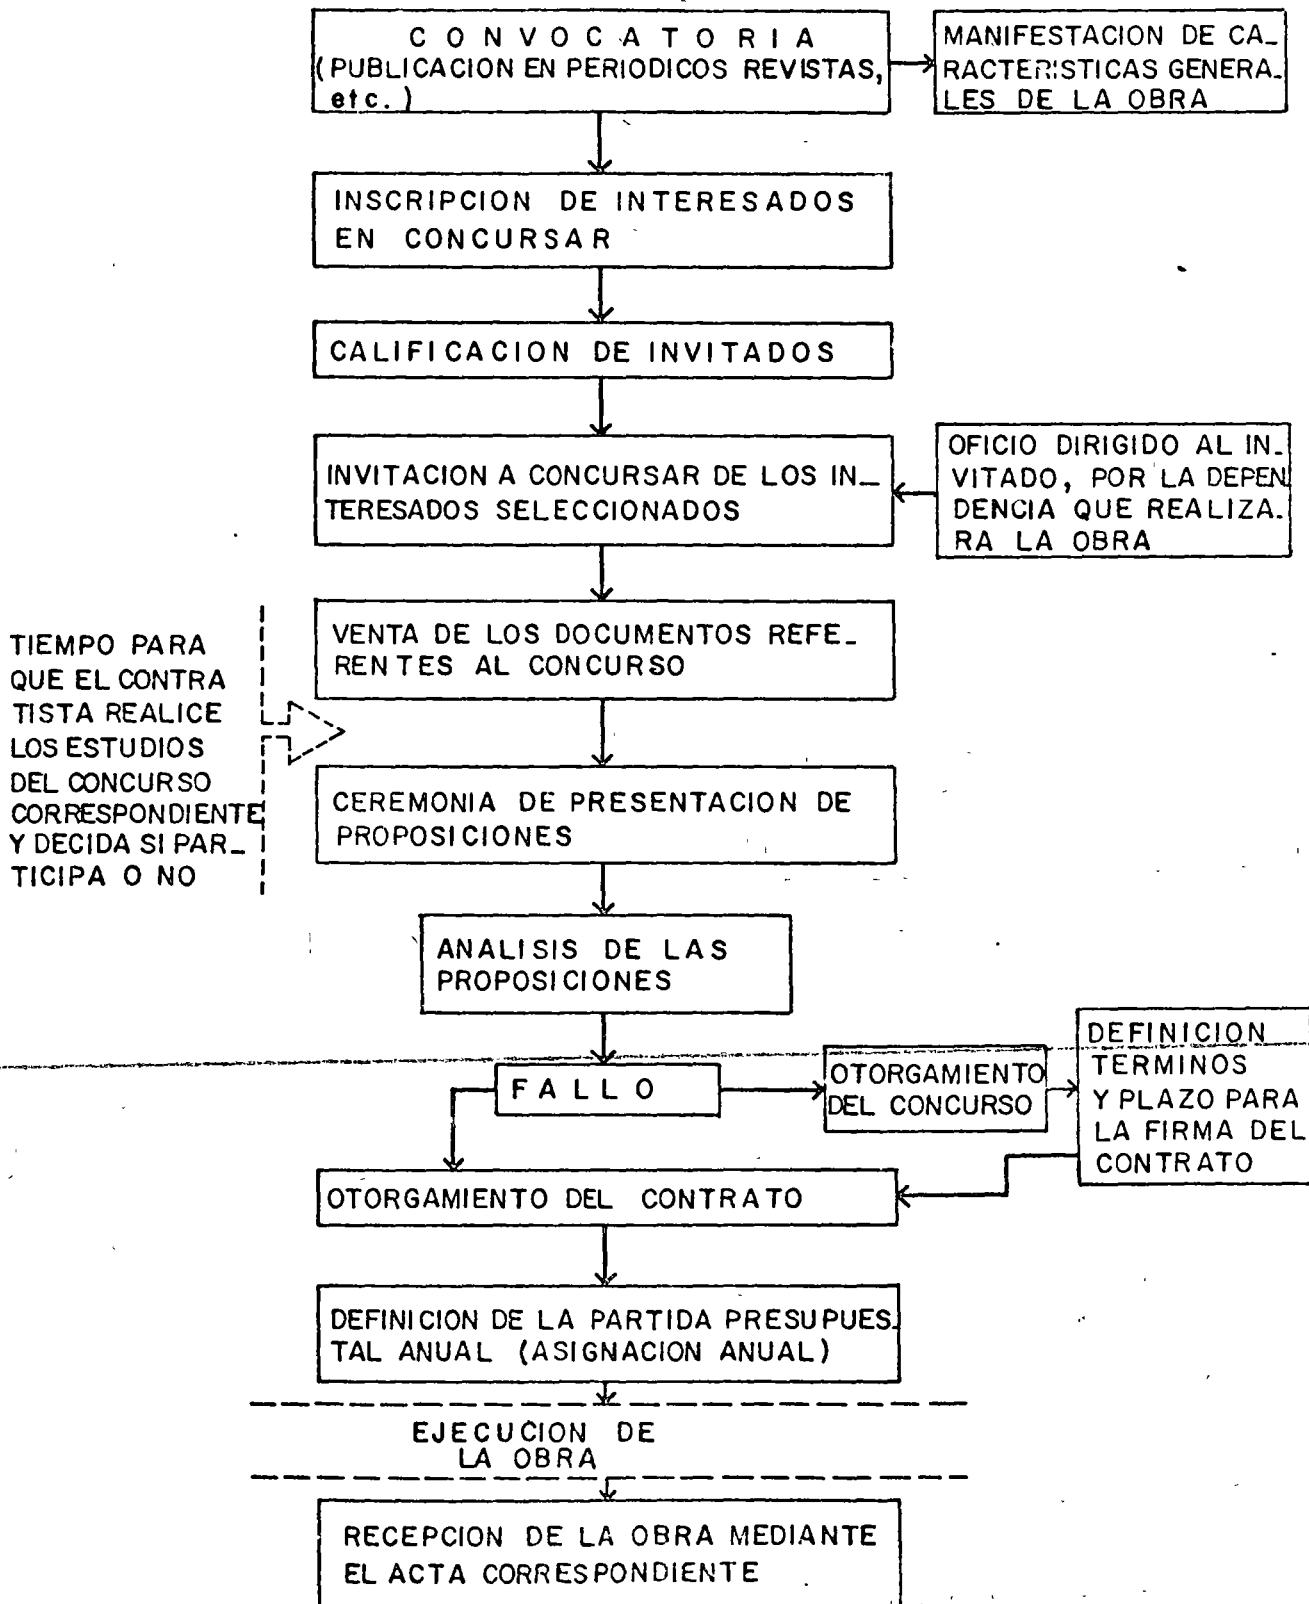 CONVOCATORIA
(PUBLICACION EN PERIODICOS REVISTAS,
etc.)
MANIFESTACION DE CA_
RACTERISTICAS GENERA_
LES DE LA OBRA
INSCRIPCION DE INTERESADOS
EN CONCURSAR
CALIFICACION DE INVITADOS
INVITACION A CONCURSAR DE LOS IN_
TERESADOS SELECCIONADOS
OFICIO DIRIGIDO AL IN_
VITADO, POR LA DEPEN
DENCIA QUE REALIZA_
RA LA OBRA
VENTA DE LOS DOCUMENTOS REFE_
RENTES AL CONCURSO
TIEMPO PARA
QUE EL CONTRA
TISTA REALICE
LOS ESTUDIOS
DEL CONCURSO
CORRESPONDIENTE
Y DECIDA SI PAR_
TICIPA O NO
CEREMONIA DE PRESENTACION DE
PROPOSICIONES
ANALISIS DE LAS
PROPOSICIONES
FALLO
OTORGAMIENTO
DEL CONCURSO
DEFINICION
TERMINOS
Y PLAZO PARA
LA FIRMA DEL
CONTRATO
OTORGAMIENTO DEL CONTRATO
DEFINICION DE LA PARTIDA PRESUPUES_
TAL ANUAL (ASIGNACION ANUAL)
EJECUCION DE
LA OBRA
RECEPCION DE LA OBRA MEDIANTE
EL ACTA CORRESPONDIENTE